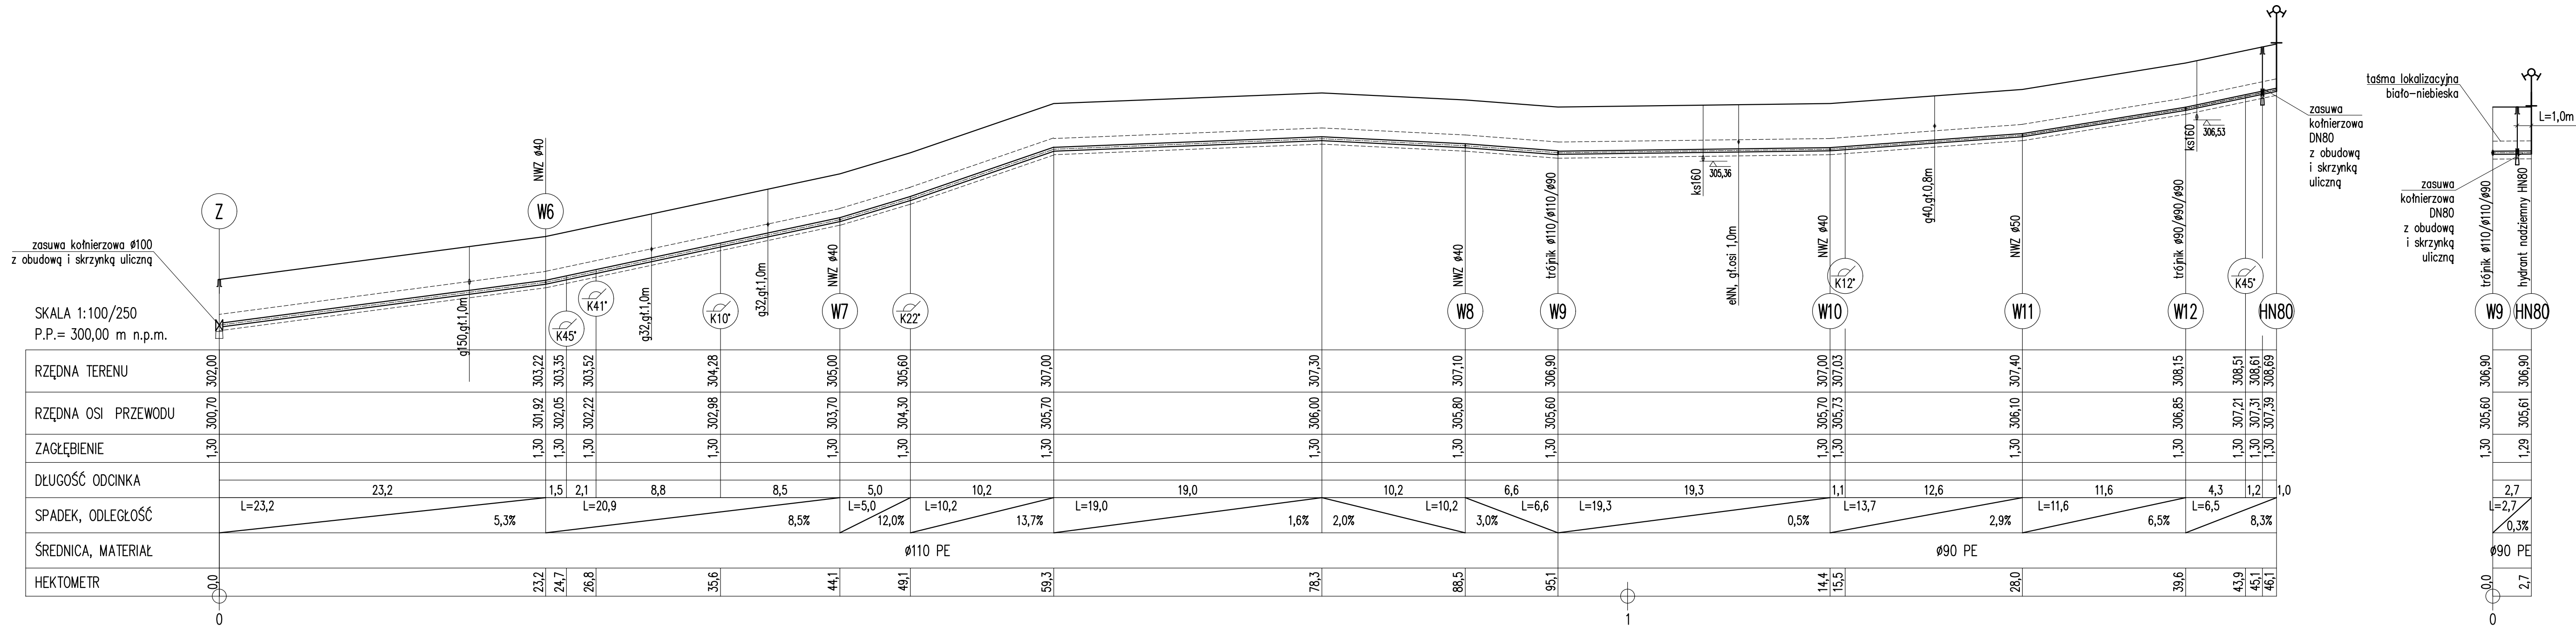 NWZ ø40
Z
W6
zasuwa kołnierzowa ø100
z obudową i skrzynką uliczną
SKALA 1:100/250
P.P.= 300,00 m n.p.m.
g150,gł.1,0m
K45°
K41°
g32,gł.1,0m
K10°
g32,gł.1,0m
NWZ ø40
W7
K22°
NWZ ø40
W8
trójnik ø110/ø110/ø90
W9
ks160
305,36
eNN, gł.osi 1,0m
NWZ ø40
W10
K12°
g40,gł.0,8m
NWZ ø50
W11
trójnik ø90/ø90/ø90
W12
ks160
306,53
K45°
HN80
zasuwa
kołnierzowa
DN80
z obudową
i skrzynką
uliczną
taśma lokalizacyjna
biało-niebieska
L=1,0m
zasuwa
kołnierzowa
DN80
z obudową
i skrzynką
uliczną
trójnik ø110/ø110/ø90
hydrant nadziemny HN80
W9
HN80
RZĘDNA TERENU
302,00 303,22 303,35 303,52 304,28 305,00 305,60 307,00 307,30 307,10 306,90 307,00 307,03 307,40 308,15 308,51 308,61 308,69 306,90 306,90
RZĘDNA OSI PRZEWODU
300,70 301,92 302,05 302,22 302,98 303,70 304,30 305,70 306,00 305,80 305,60 305,70 305,73 306,10 306,85 307,21 307,31 307,39 305,60 305,61
ZAGŁĘBIENIE
1,30 1,30 1,30 1,30 1,30 1,30 1,30 1,30 1,30 1,30 1,30 1,30 1,30 1,30 1,30 1,30 1,30 1,30 1,30 1,29
DŁUGOŚĆ ODCINKA
23,2 1,5 2,1 8,8 8,5 5,0 10,2 19,0 10,2 6,6 19,3 1,1 12,6 11,6 4,3 1,2 1,0 2,7
SPADEK, ODLEGŁOŚĆ
L=23,2 L=20,9 L=5,0 L=10,2 L=19,0 L=10,2 L=6,6 L=19,3 L=13,7 L=11,6 L=6,5 L=2,7
5,3% 8,5% 12,0% 13,7% 1,6% 2,0% 3,0% 0,5% 2,9% 6,5% 8,3% 0,3%
ŚREDNICA, MATERIAŁ
ø110 PE ø90 PE ø90 PE
HEKTOMETR
0,0 23,2 24,7 26,8 35,6 44,1 49,1 59,3 78,3 88,5 95,1 14,4 15,5 28,0 39,6 43,9 45,1 46,1 0,0 2,7
0 1 0